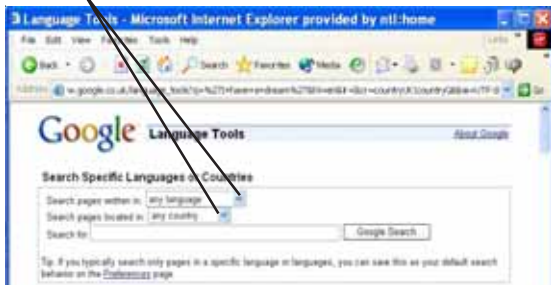 Language Tools - Microsoft Internet Explorer provided by ntl:home
File Edit View Favorites Tools Help
Back Search Favorites Media
Google Language Tools
About Google
Search Specific Languages or Countries
Search pages written in: any language
Search pages located in: any country
Search for:
Google Search
Tip: If you typically search only pages in a specific language or languages, you can save this as your default search
behavior on the Preferences page.